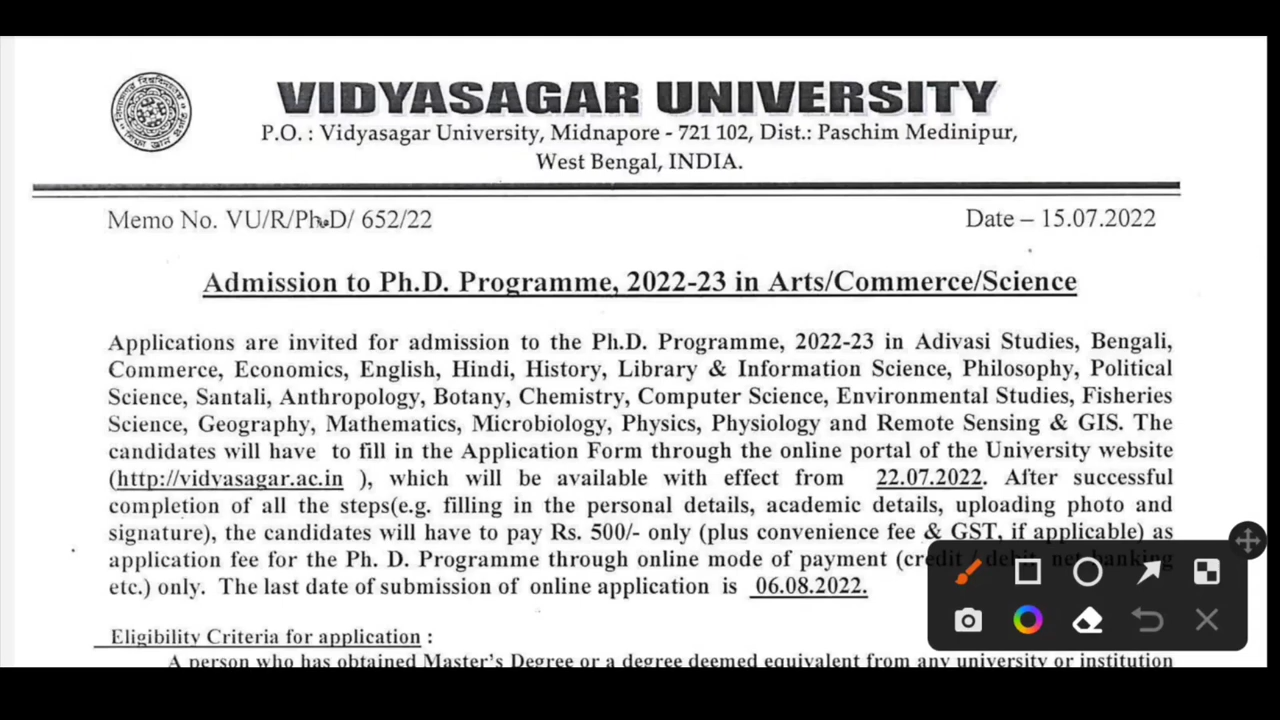 VIDYASAGAR UNIVERSITY
P.O. : Vidyasagar University, Midnapore - 721 102, Dist.: Paschim Medinipur,
West Bengal, INDIA.
Memo No. VU/R/Ph.D/ 652/22
Date – 15.07.2022
Admission to Ph.D. Programme, 2022-23 in Arts/Commerce/Science
Applications are invited for admission to the Ph.D. Programme, 2022-23 in Adivasi Studies, Bengali,
Commerce, Economics, English, Hindi, History, Library & Information Science, Philosophy, Political
Science, Santali, Anthropology, Botany, Chemistry, Computer Science, Environmental Studies, Fisheries
Science, Geography, Mathematics, Microbiology, Physics, Physiology and Remote Sensing & GIS. The
candidates will have to fill in the Application Form through the online portal of the University website
(http://vidyasagar.ac.in ), which will be available with effect from 22.07.2022. After successful
completion of all the steps(e.g. filling in the personal details, academic details, uploading photo and
signature), the candidates will have to pay Rs. 500/- only (plus convenience fee & GST, if applicable) as
application fee for the Ph. D. Programme through online mode of payment (credit / debit, net banking
etc.) only. The last date of submission of online application is 06.08.2022.
Eligibility Criteria for application :
A person who has obtained Master's Degree or a degree deemed equivalent from any university or institution